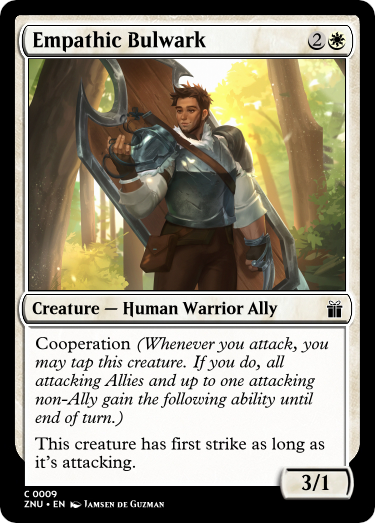 Empathic Bulwark 2
Creature — Human Warrior Ally
Cooperation (Whenever you attack, you
may tap this creature. If you do, all
attacking Allies and up to one attacking
non-Ally gain the following ability until
end of turn.)
This creature has first strike as long as
it's attacking.
3/1
C 0009
ZNU • EN Jamsen de Guzman